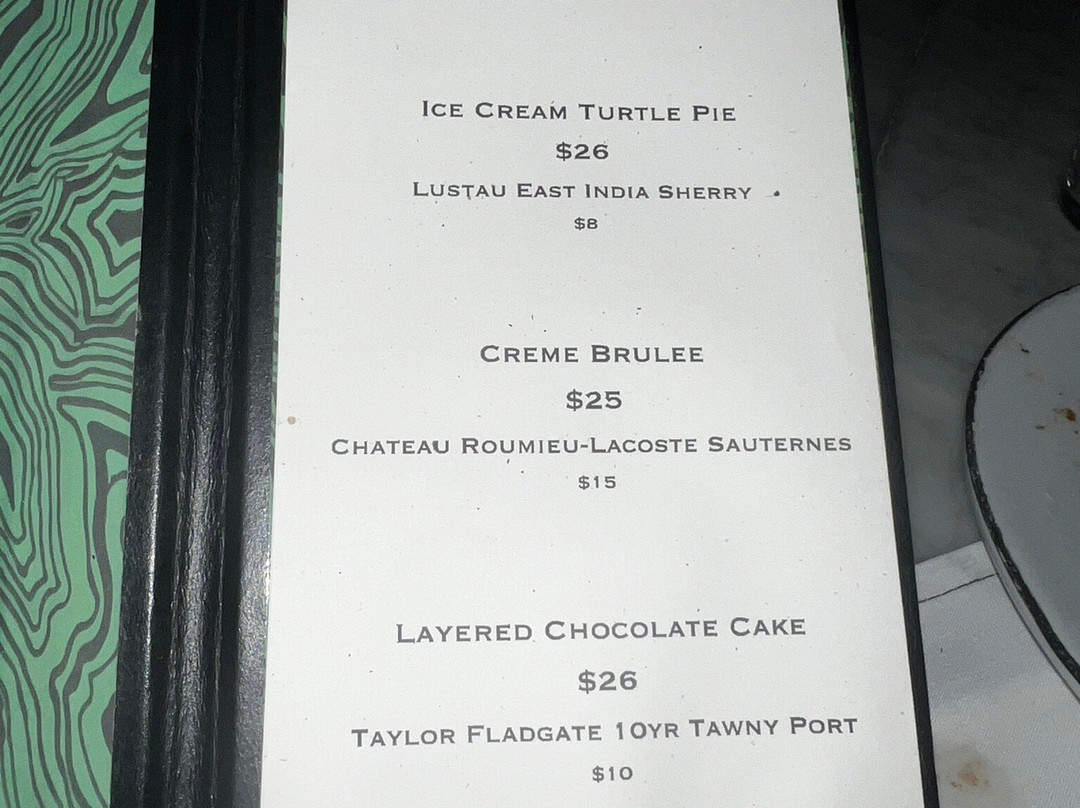 Ice Cream Turtle Pie
$26
Lustau East India Sherry
$8
Creme Brulee
$25
Chateau Roumieu-Lacoste Sauternes
$15
Layered Chocolate Cake
$26
Taylor Fladgate 10yr Tawny Port
$10